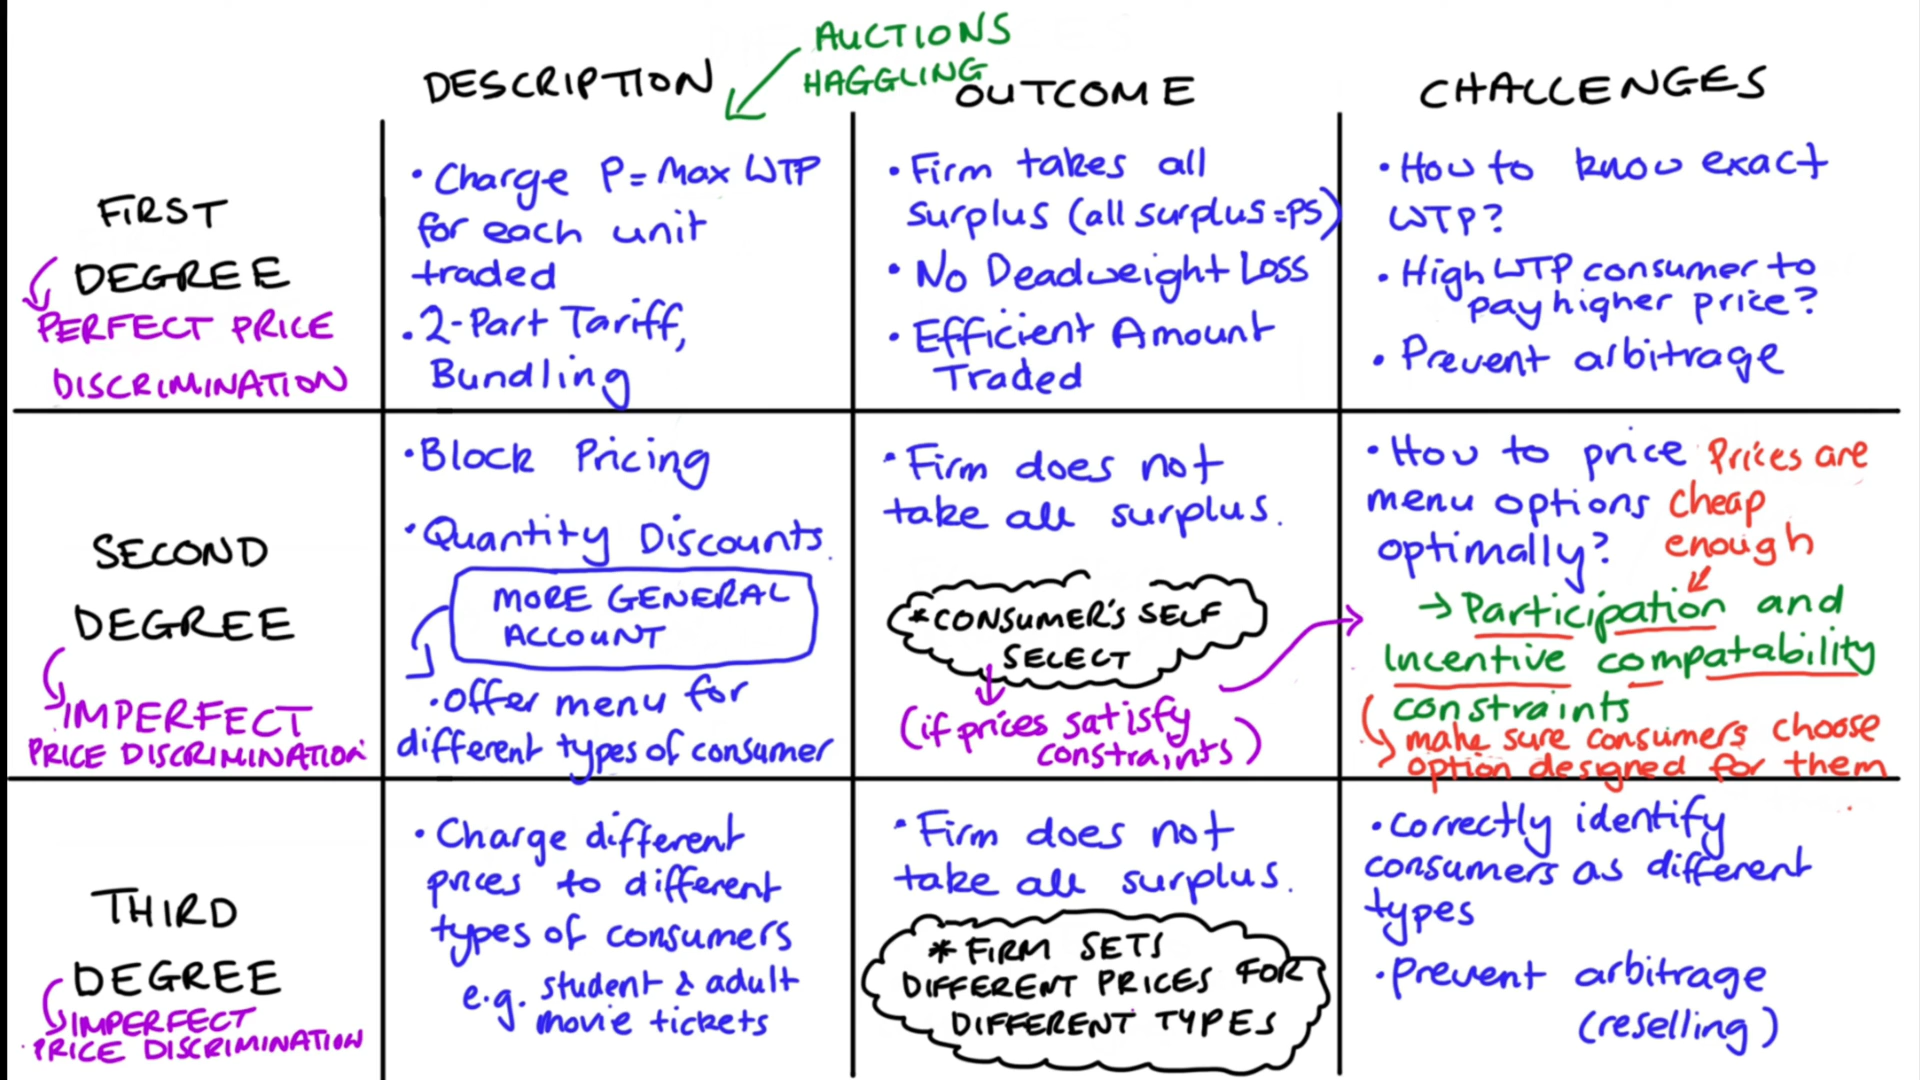 AUCTIONS
HAGGLING
DESCRIPTION
OUTCOME
CHALLENGES
FIRST
DEGREE
PERFECT PRICE
DISCRIMINATION
• Charge P = Max WTP
for each unit
traded
• 2-Part Tariff,
Bundling
• Firm takes all
surplus (all surplus = PS)
• No Deadweight Loss
• Efficient Amount
Traded
• How to know exact
WTP?
• High WTP consumer to
pay higher price?
• Prevent arbitrage
SECOND
DEGREE
IMPERFECT
PRICE DISCRIMINATION
• Block Pricing
• Quantity Discounts
MORE GENERAL
ACCOUNT
• Offer menu for
different types of consumer
• Firm does not
take all surplus.
* CONSUMER'S SELF
SELECT
(if prices satisfy
constraints)
• How to price
menu options
optimally?
Prices are
cheap
enough
→ Participation and
Incentive compatability
constraints
make sure consumers choose
option designed for them
THIRD
DEGREE
IMPERFECT
PRICE DISCRIMINATION
• Charge different
prices to different
types of consumers
e.g. student & adult
movie tickets
• Firm does not
take all surplus.
* FIRM SETS
DIFFERENT PRICES FOR
DIFFERENT TYPES
• Correctly identify
consumers as different
types
• Prevent arbitrage
(reselling)